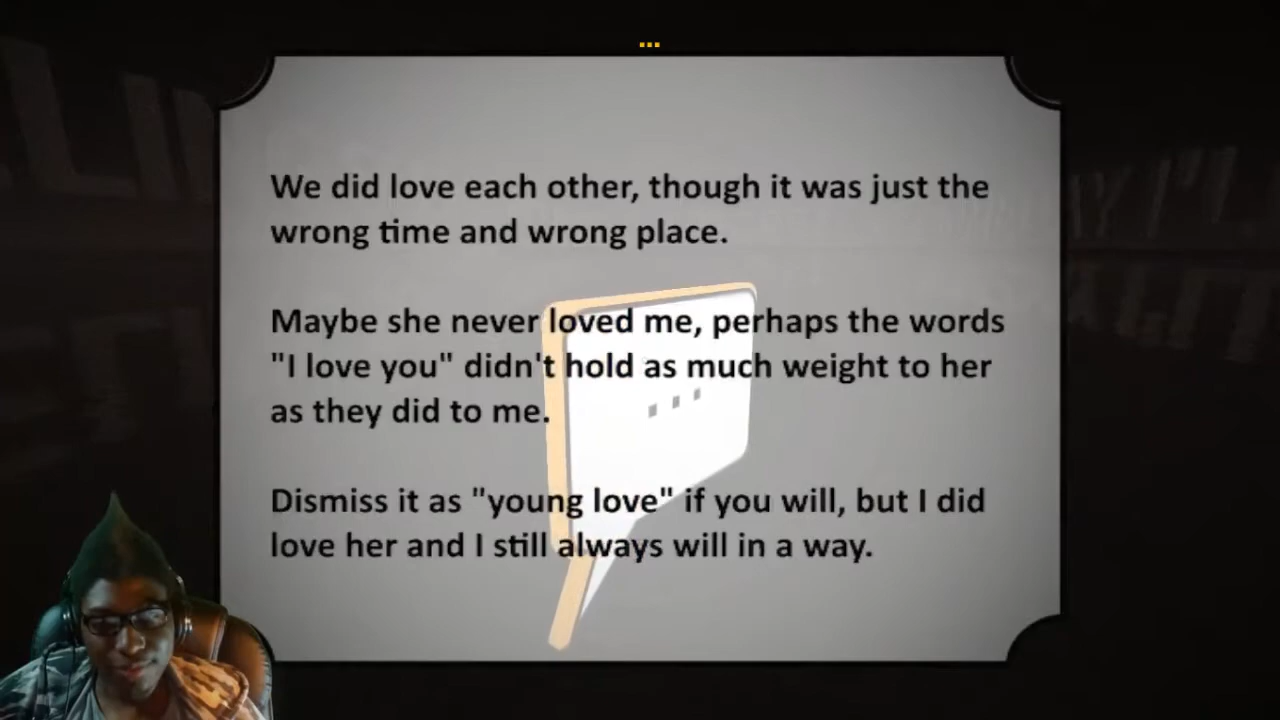 ...
We did love each other, though it was just the
wrong time and wrong place.
Maybe she never loved me, perhaps the words
"I love you" didn't hold as much weight to her
as they did to me.
Dismiss it as "young love" if you will, but I did
love her and I still always will in a way.
...